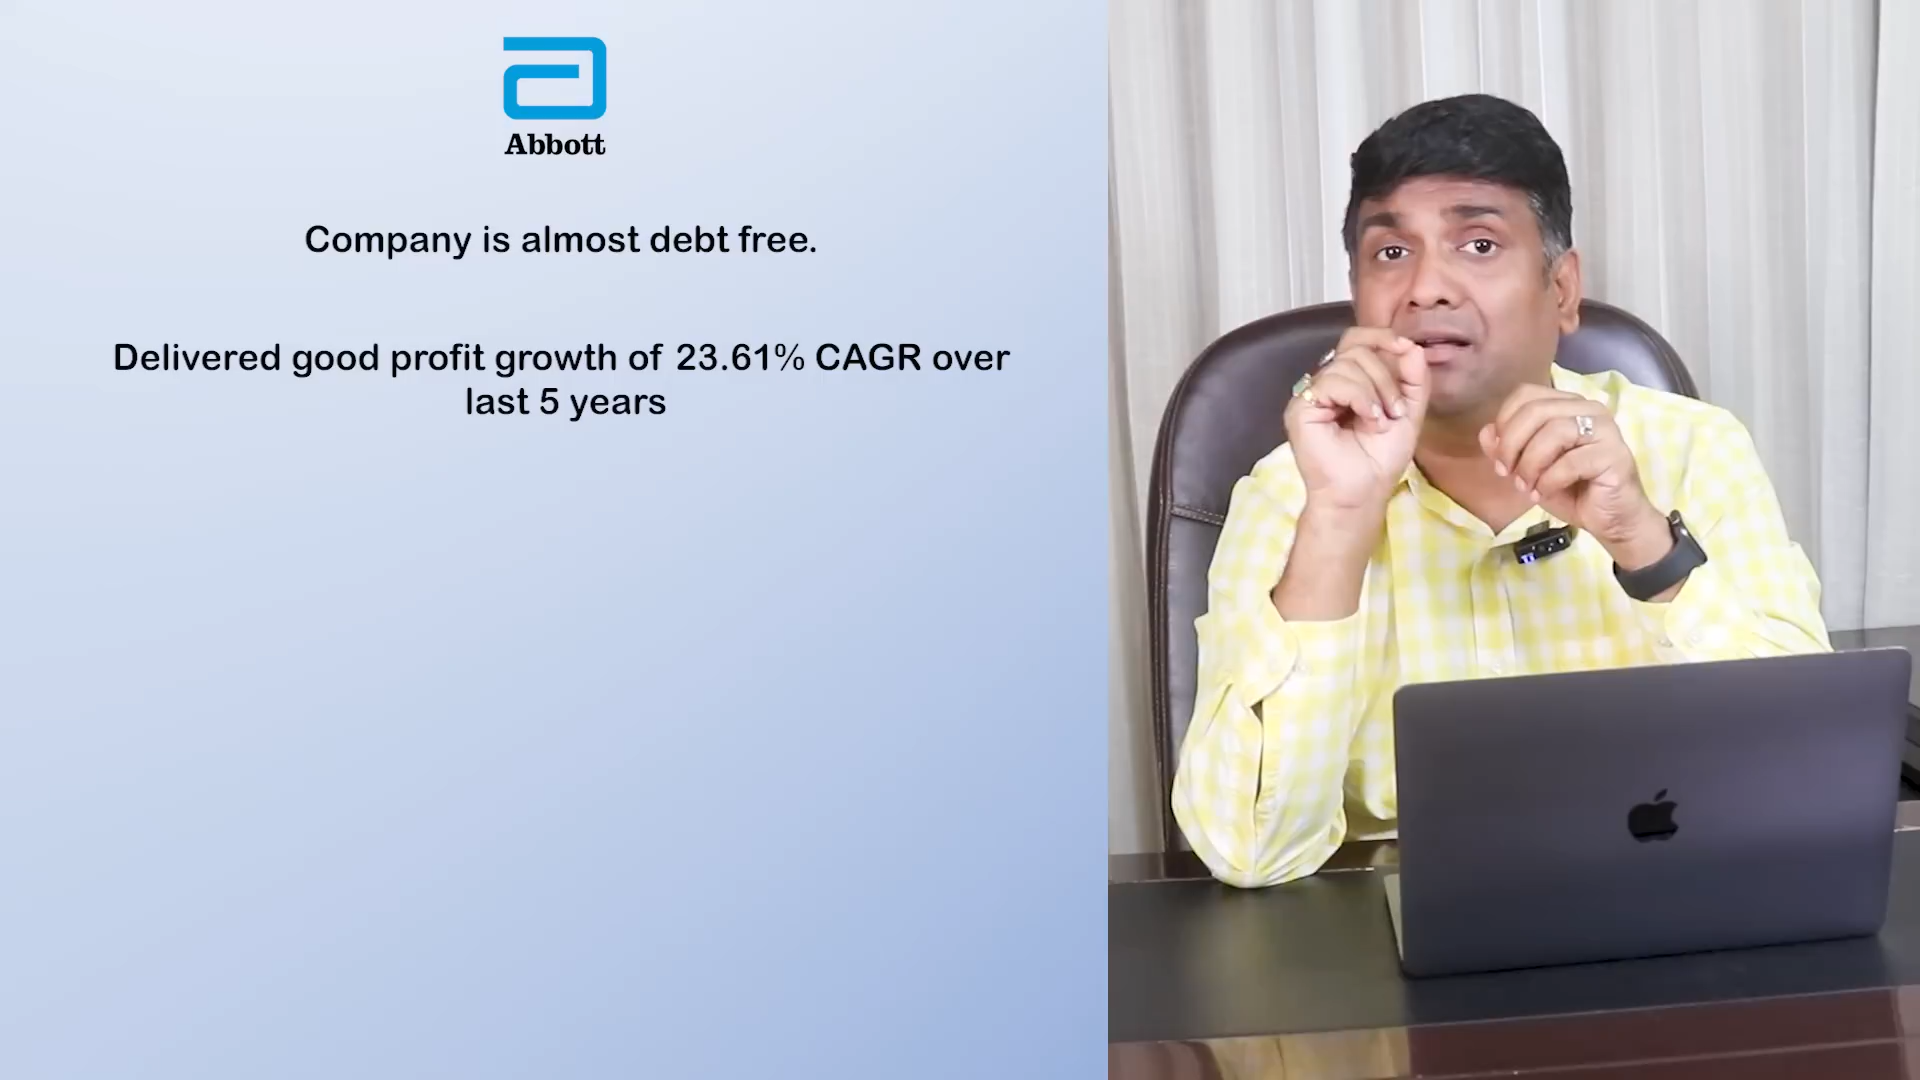 Abbott
Company is almost debt free.
Delivered good profit growth of 23.61% CAGR over
last 5 years